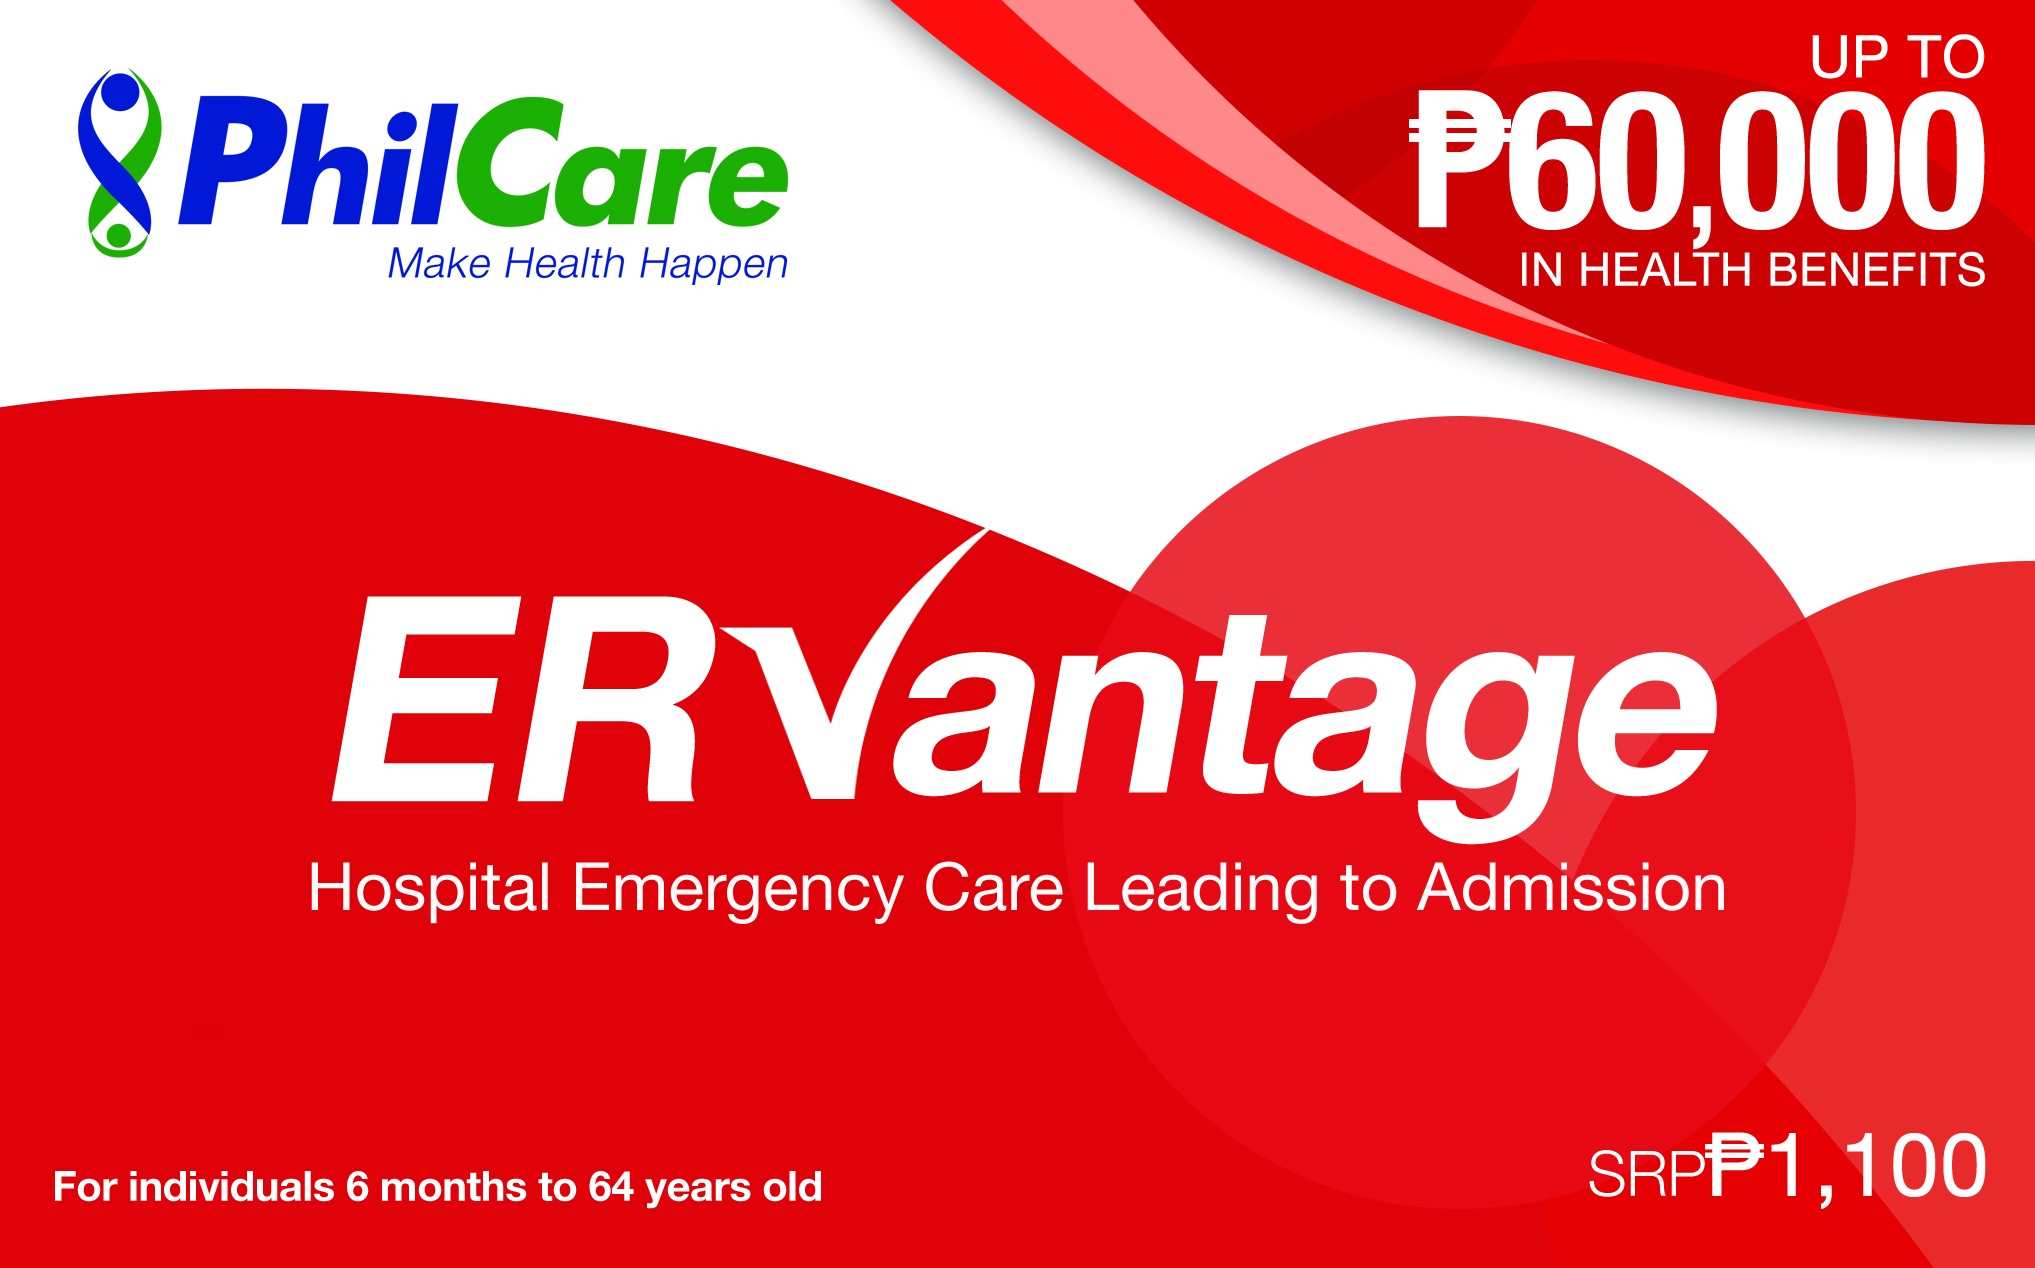 PhilCare
Make Health Happen
UP TO
₱60,000
IN HEALTH BENEFITS
ERVantage
Hospital Emergency Care Leading to Admission
For individuals 6 months to 64 years old
SRP₱1,100